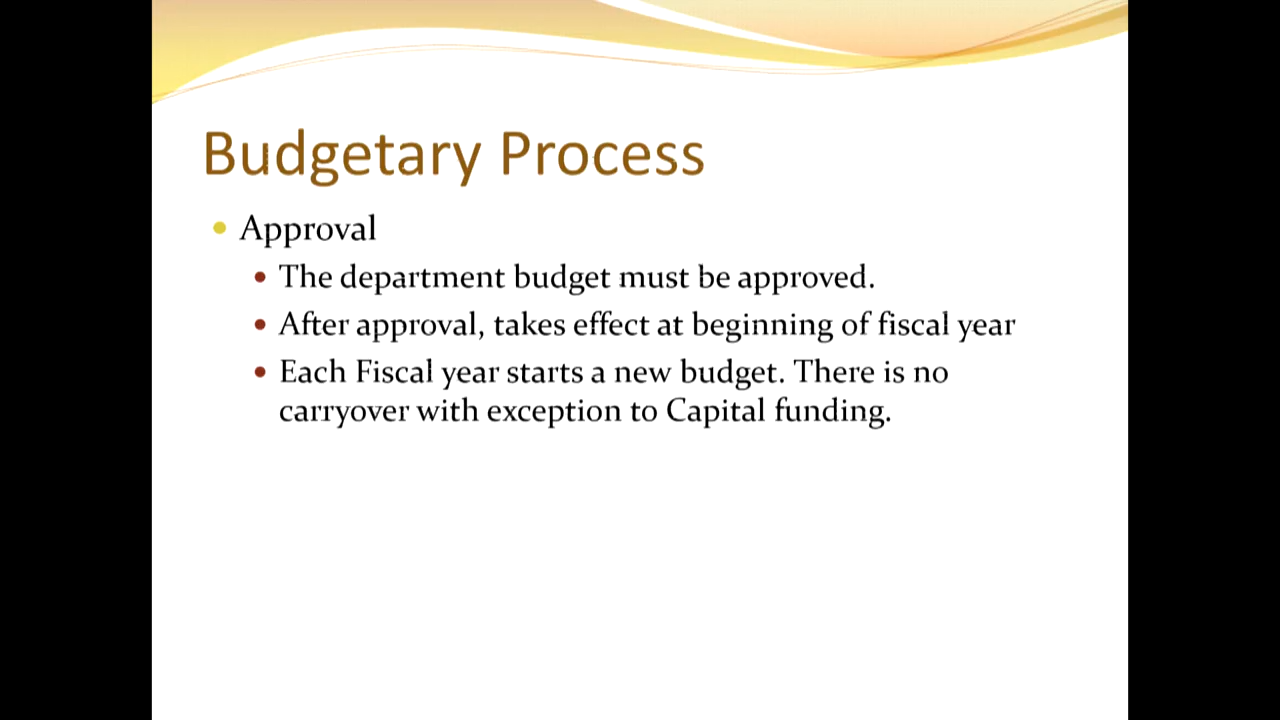 Budgetary Process
Approval
The department budget must be approved.
After approval, takes effect at beginning of fiscal year
Each Fiscal year starts a new budget. There is no
carryover with exception to Capital funding.